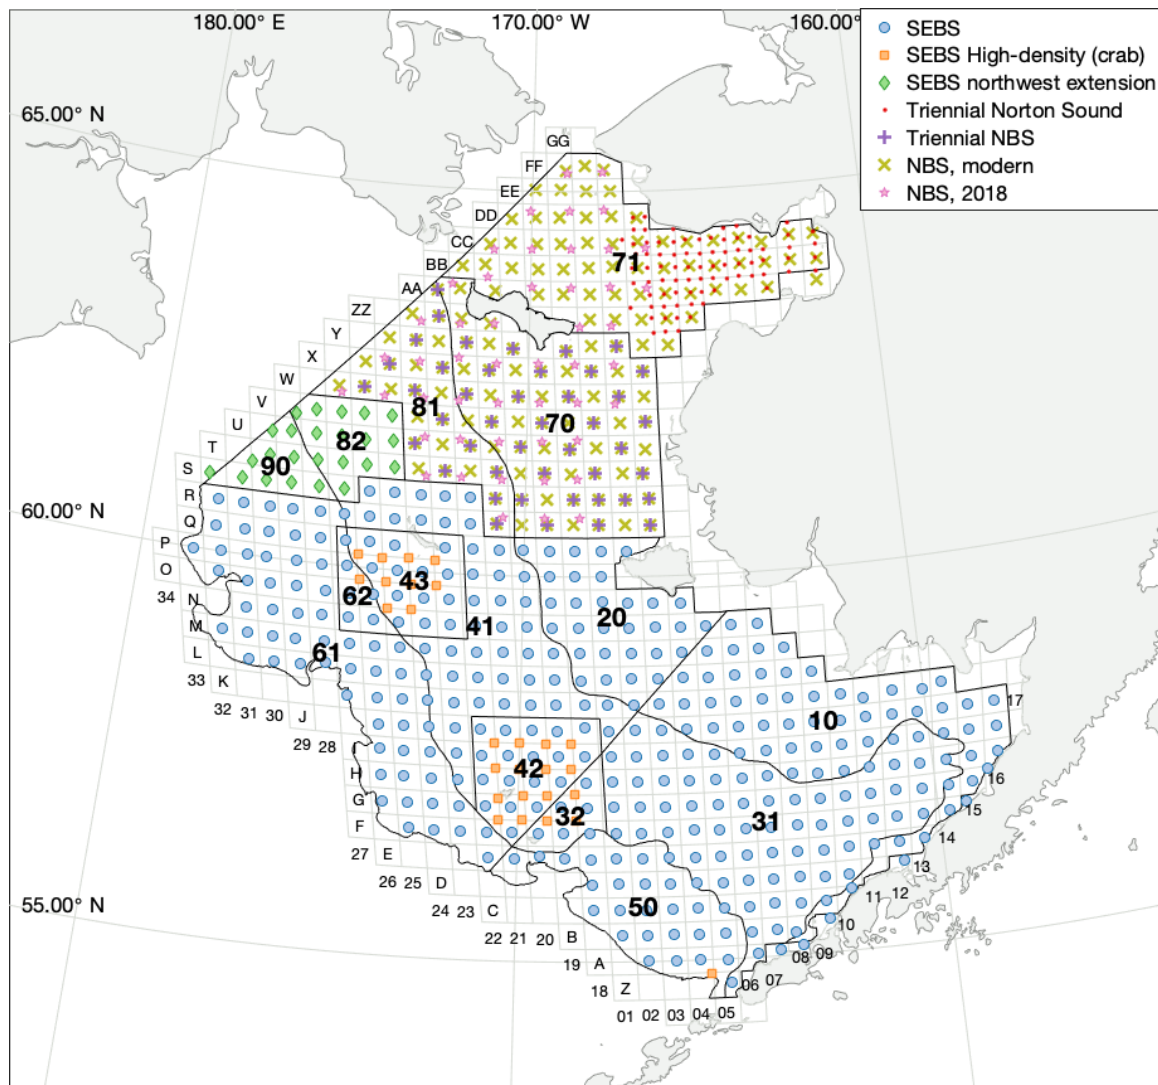 180.00° E
170.00° W
160.00°
SEBS
SEBS High-density (crab)
SEBS northwest extension
Triennial Norton Sound
Triennial NBS
NBS, modern
NBS, 2018
65.00° N
GG
FF
EE
DD
CC
BB
AA
ZZ
Y
X
W
V
U
T
S
R
Q
P
O
34
N
M
L
33
K
32
31
30
J
29
28
I
H
G
F
27
E
26
25
D
24
23
C
22
21
20
B
19
A
18
Z
01
02
03
04
05
06
07
08
09
10
11
12
13
14
15
16
17
71
81
70
82
90
60.00° N
43
62
41
20
61
10
42
32
31
50
55.00° N